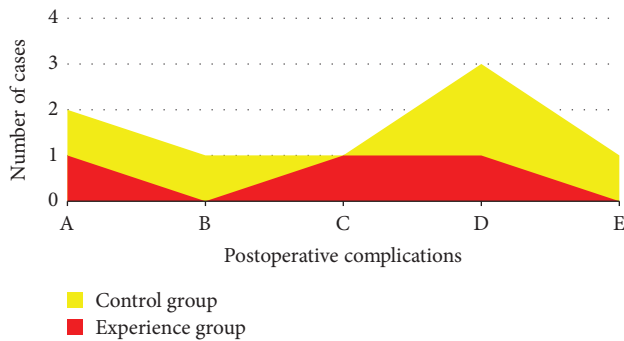 4
3
2
1
0
Number of cases
A B C D E
Postoperative complications
Control group
Experience group